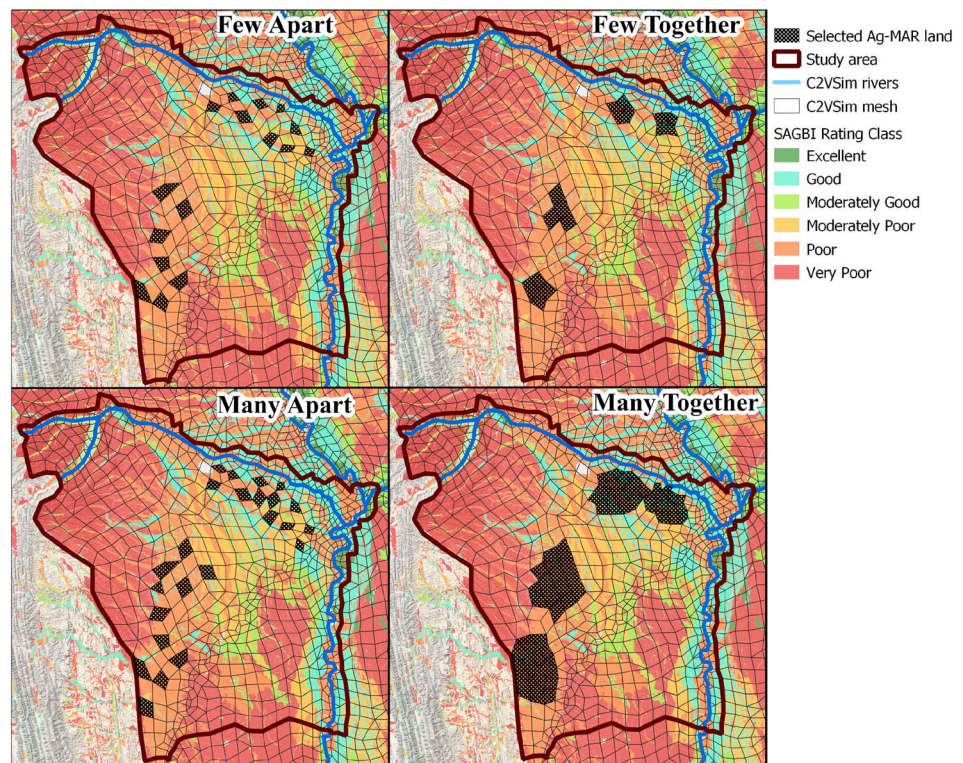 Few Apart
Few Together
Many Apart
Many Together
Selected Ag-MAR land
Study area
C2VSim rivers
C2VSim mesh
SAGBI Rating Class
Excellent
Good
Moderately Good
Moderately Poor
Poor
Very Poor